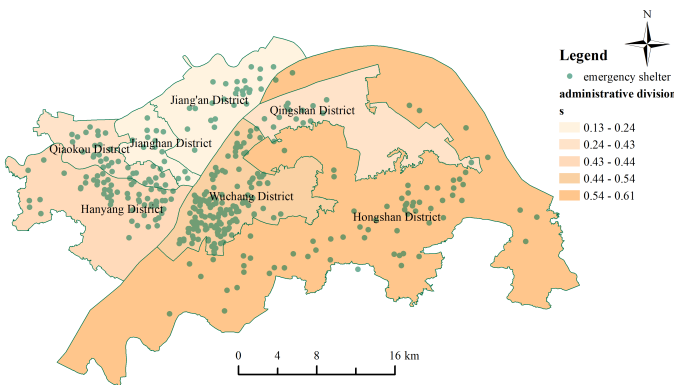 N
Legend
emergency shelter
administrative division
s
0.13 - 0.24
0.24 - 0.43
0.43 - 0.44
0.44 - 0.54
0.54 - 0.61
Jiang'an District
Qingshan District
Jianghan District
Qiaokou District
Wuchang District
Hanyang District
Hongshan District
0 4 8 16 km